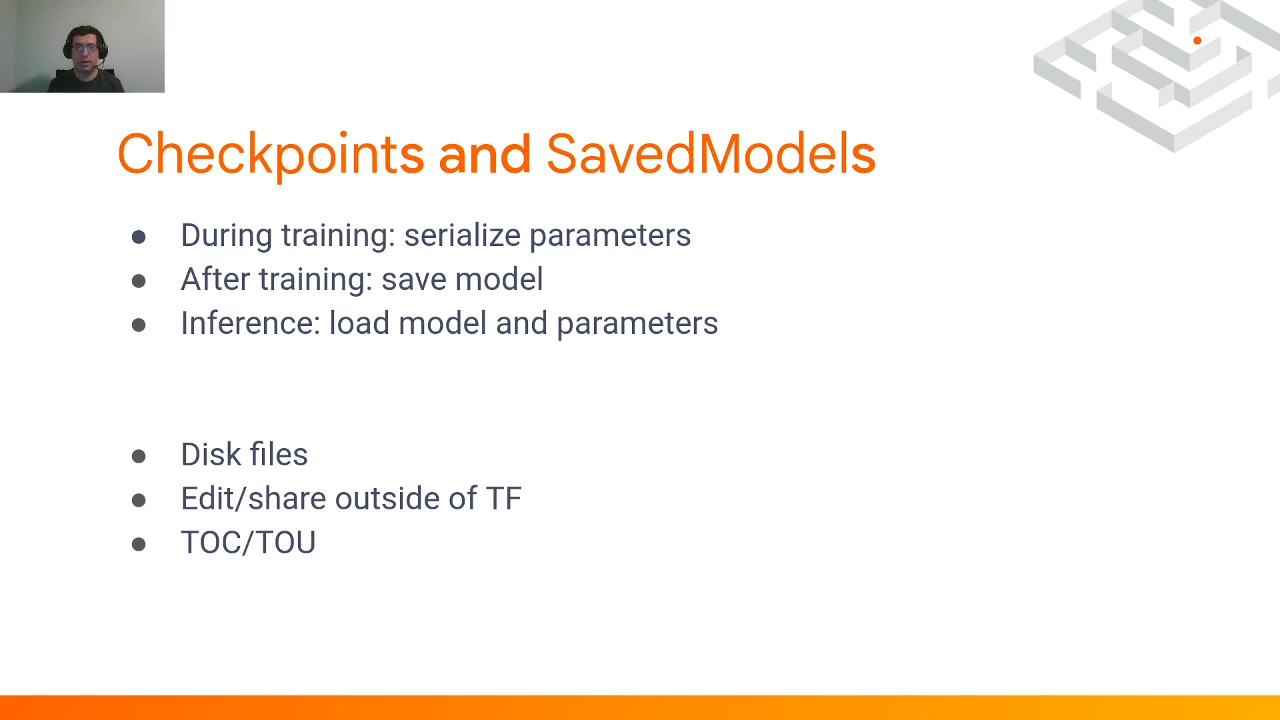 Checkpoints and SavedModels
● During training: serialize parameters
● After training: save model
● Inference: load model and parameters
● Disk files
● Edit/share outside of TF
● TOC/TOU